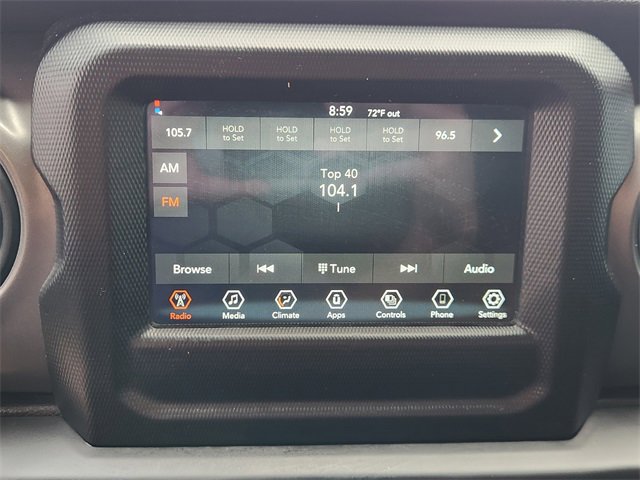 8:59 72°F out
105.7 HOLD to Set HOLD to Set HOLD to Set HOLD to Set 96.5
AM
Top 40
104.1
FM
Browse Tune Audio
Radio Media Climate Apps Controls Phone Settings